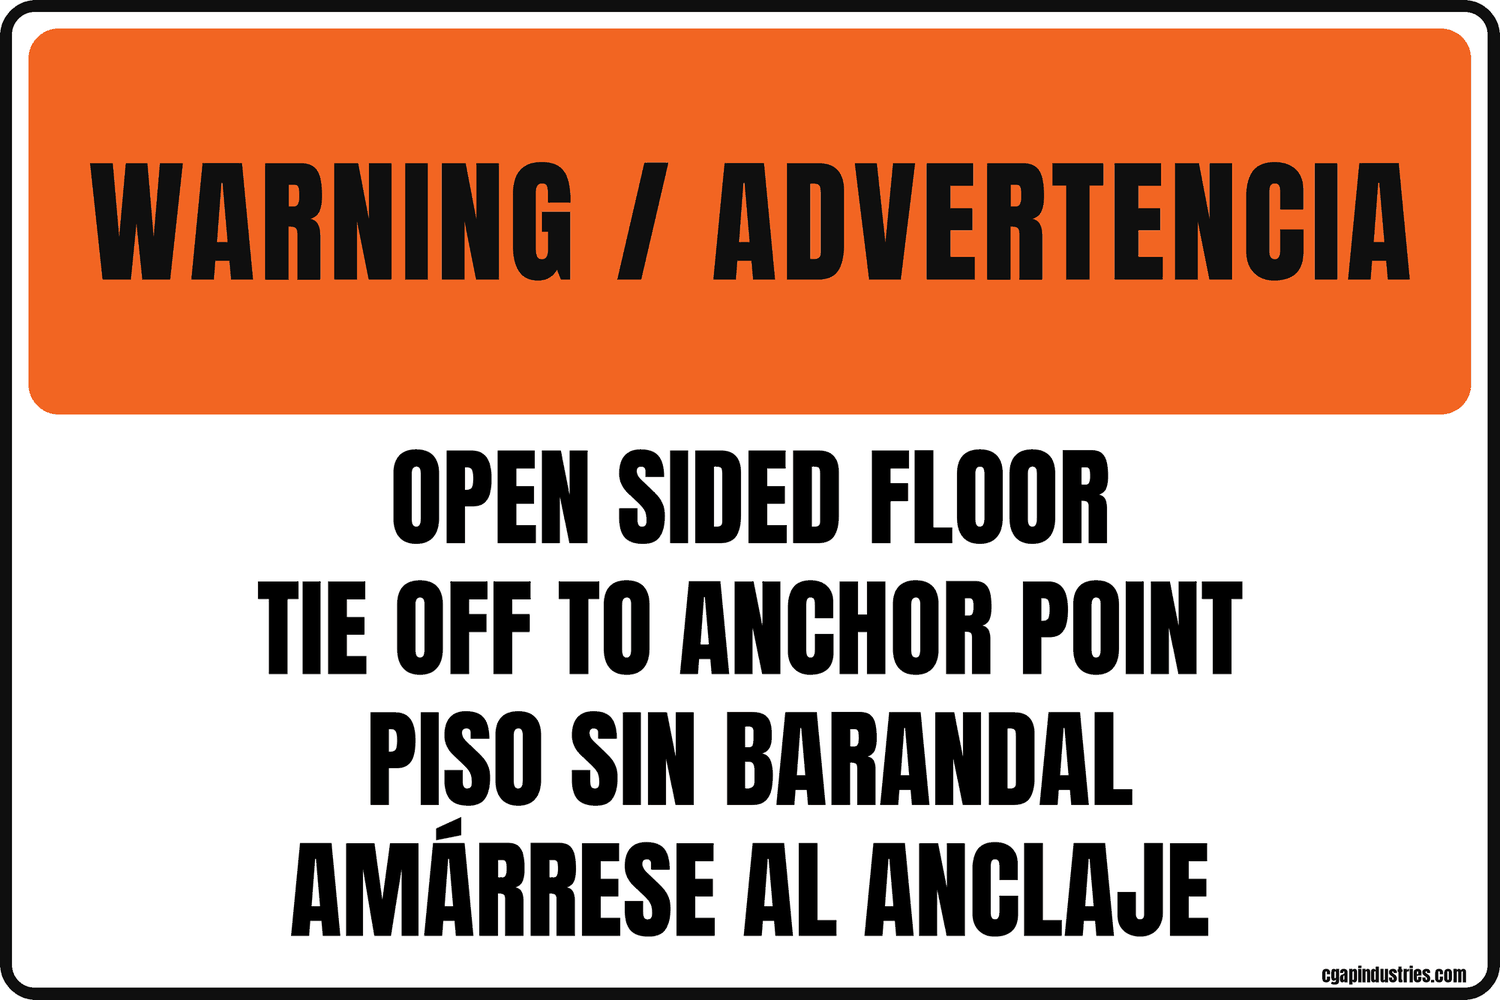 WARNING / ADVERTENCIA
OPEN SIDED FLOOR
TIE OFF TO ANCHOR POINT
PISO SIN BARANDAL
AMÁRRESE AL ANCLAJE
cgapindustries.com